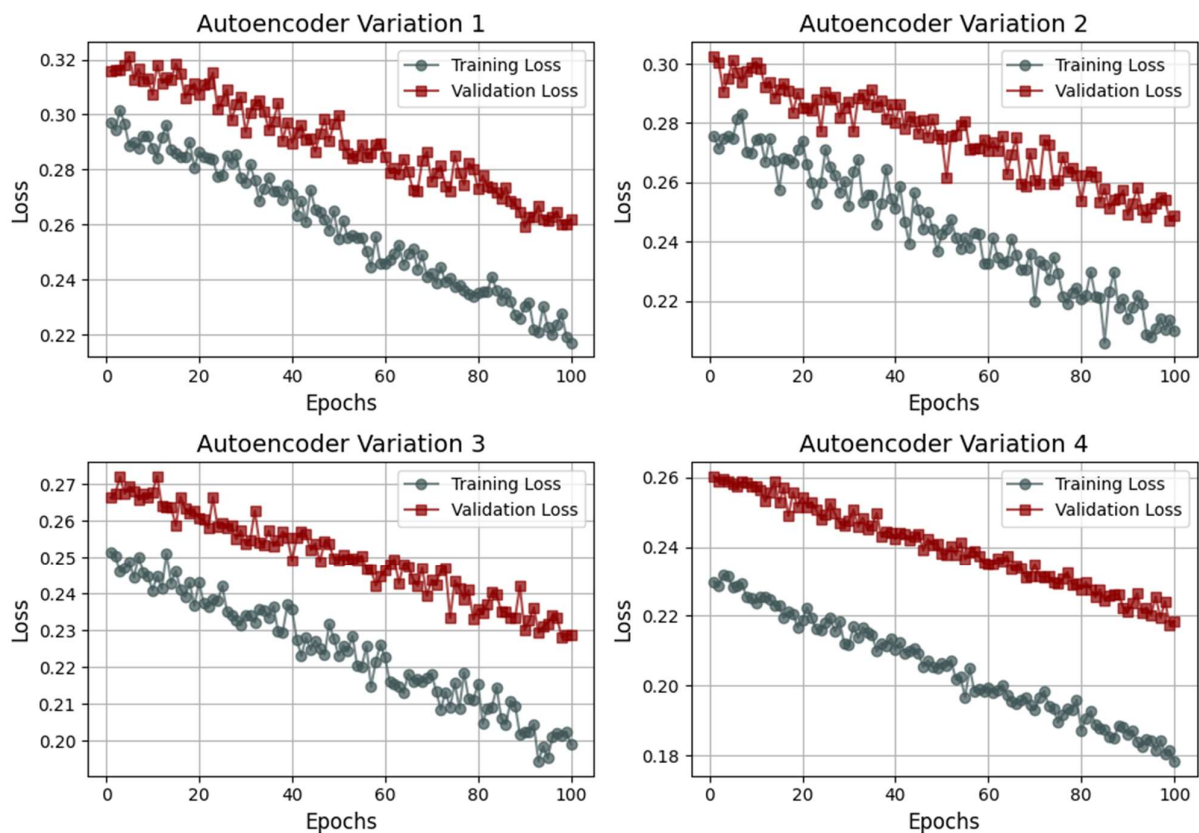 Autoencoder Variation 1
Loss
0.32
0.30
0.28
0.26
0.24
0.22
Training Loss
Validation Loss
0
20
40
60
80
100
Epochs
Autoencoder Variation 2
Loss
0.30
0.28
0.26
0.24
0.22
Training Loss
Validation Loss
0
20
40
60
80
100
Epochs
Autoencoder Variation 3
Loss
0.27
0.26
0.25
0.24
0.23
0.22
0.21
0.20
Training Loss
Validation Loss
0
20
40
60
80
100
Epochs
Autoencoder Variation 4
Loss
0.26
0.24
0.22
0.20
0.18
Training Loss
Validation Loss
0
20
40
60
80
100
Epochs